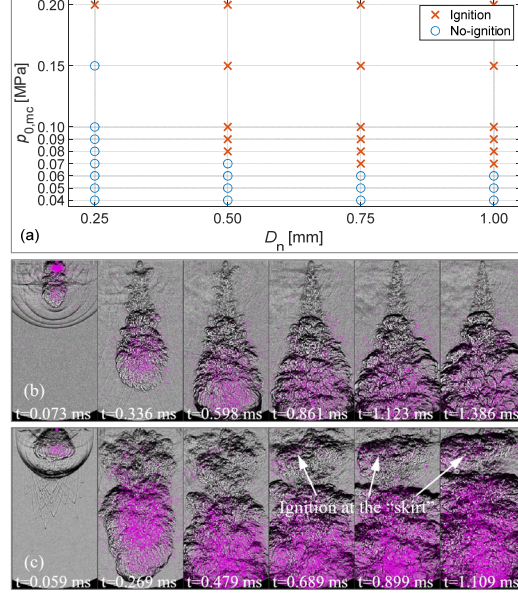 0.20
Ignition
No-ignition
0.15
p0,mc [MPa]
0.10
0.09
0.08
0.07
0.06
0.05
0.04
0.25 0.50 0.75 1.00
(a) Dn [mm]
(b)
t=0.073 ms t=0.336 ms t=0.598 ms t=0.861 ms t=1.123 ms t=1.386 ms
Ignition at the “skirt”
(c)
t=0.059 ms t=0.269 ms t=0.479 ms t=0.689 ms t=0.899 ms t=1.109 ms